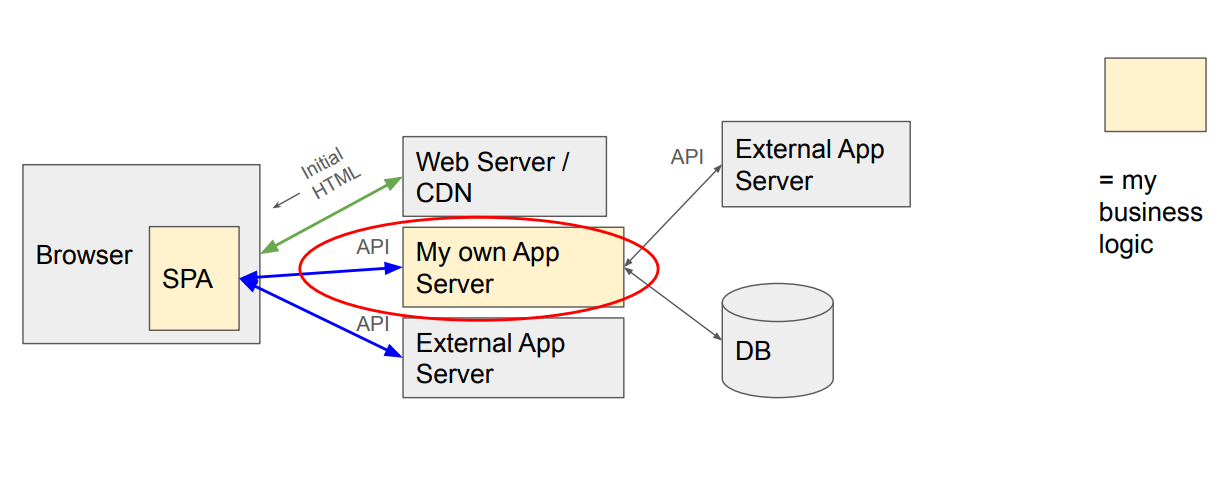 Browser
SPA
Initial
HTML
Web Server /
CDN
API
My own App
Server
API
External App
Server
API
External App
Server
DB
= my
business
logic